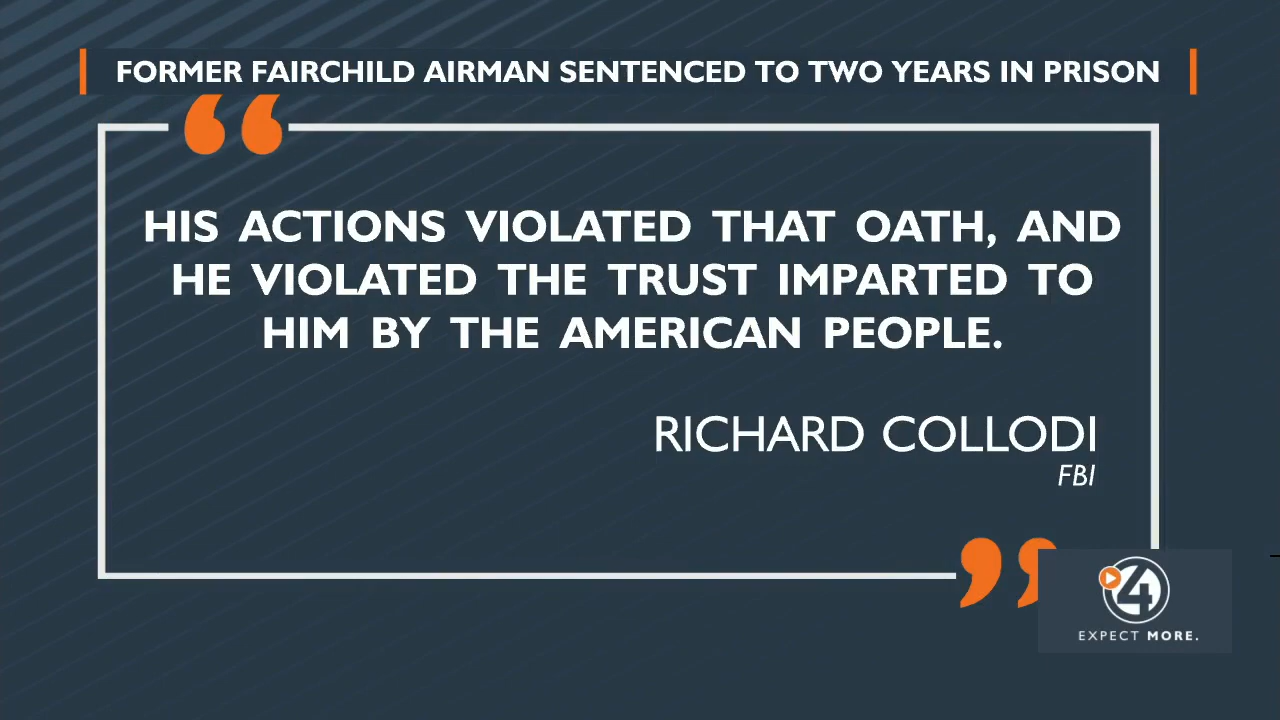 FORMER FAIRCHILD AIRMAN SENTENCED TO TWO YEARS IN PRISON
“
HIS ACTIONS VIOLATED THAT OATH, AND
HE VIOLATED THE TRUST IMPARTED TO
HIM BY THE AMERICAN PEOPLE.
RICHARD COLLODI
FBI
”
4
EXPECT MORE.